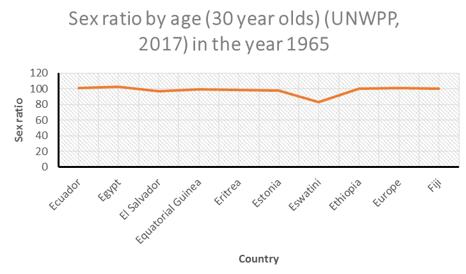 Sex ratio by age (30 year olds) (UNWPP,
2017) in the year 1965
120
100
80
60
40
20
0
Sex ratio
Ecuador
Egypt
El Salvador
Equatorial Guinea
Eritrea
Estonia
Eswatini
Ethiopia
Europe
Fiji
Country